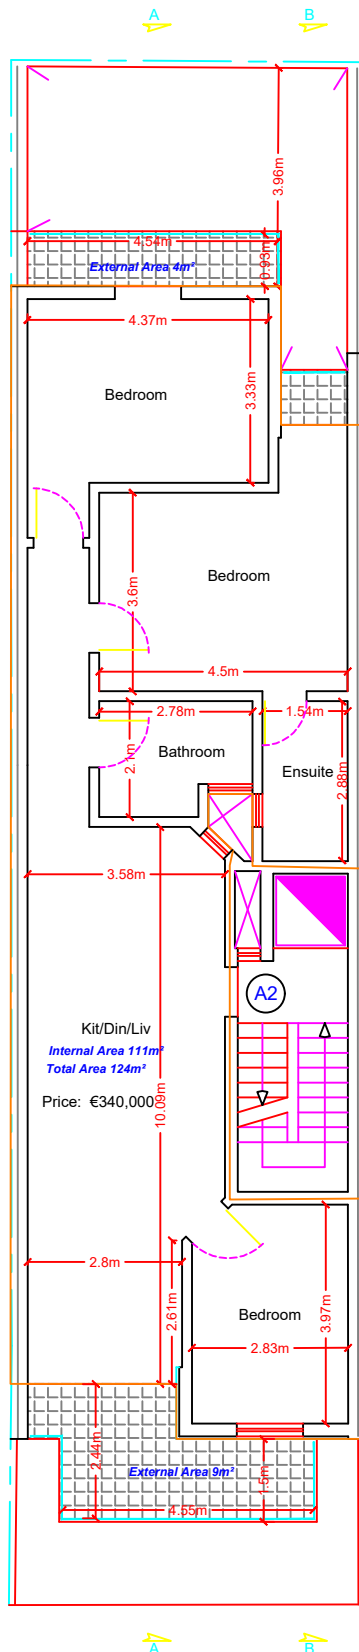 A B
3.96m
4.54m
0.93m
External Area 4m²
4.37m
3.33m
Bedroom
3.6m
Bedroom
4.5m
2.78m
1.54m
2.1m
Bathroom
Ensuite
2.88m
3.58m
A2
Kit/Din/Liv
Internal Area 111m²
Total Area 124m²
Price: €340,000
10.09m
2.8m
2.61m
Bedroom
3.97m
2.83m
2.44m
External Area 9m²
1.5m
4.55m
A B